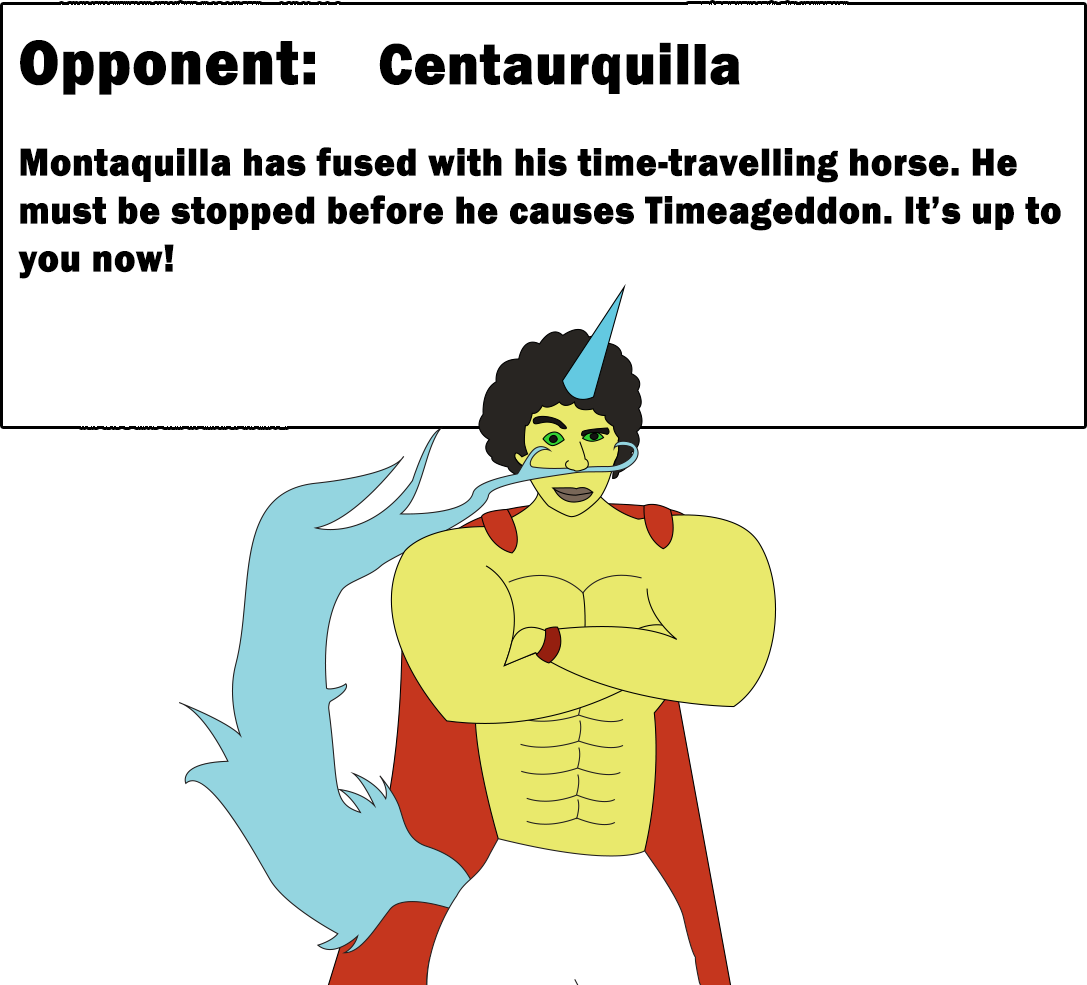 Opponent: Centaurquilla
Montaquilla has fused with his time-travelling horse. He
must be stopped before he causes Timeageddon. It’s up to
you now!